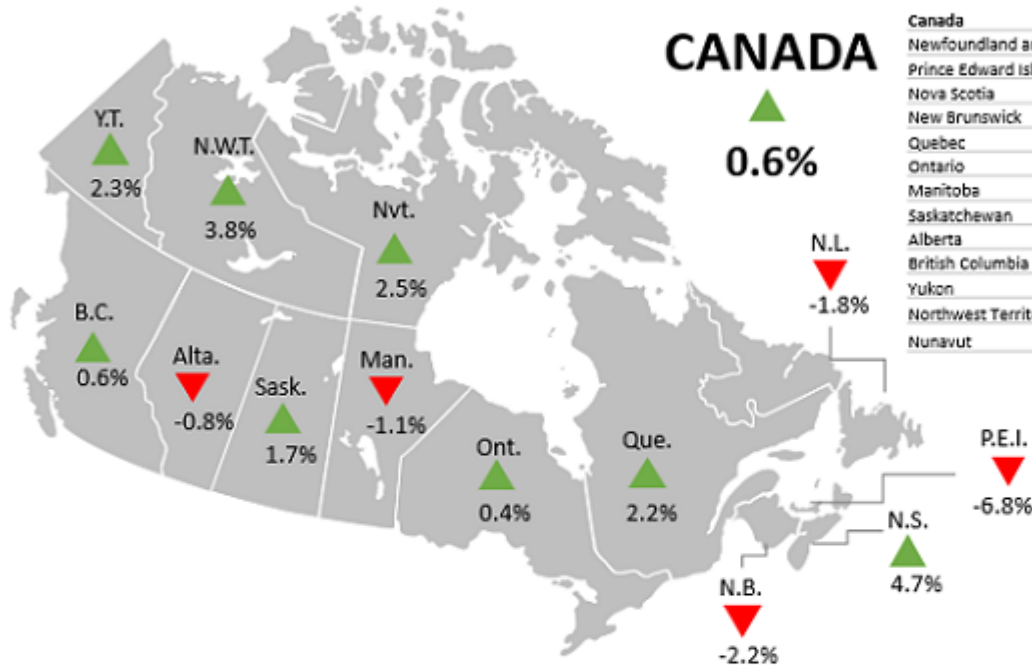 CANADA
0.6%
Canada
Newfoundland
Prince Edward
Nova Scotia
New Brunswick
Quebec
Ontario
Manitoba
Saskatchewan
Alberta
British Columbia
Yukon
Northwest
Nunavut
Y.T.
2.3%
N.W.T.
3.8%
Nvt.
2.5%
N.L.
-1.8%
B.C.
0.6%
Alta.
-0.8%
Sask.
1.7%
Man.
-1.1%
Ont.
0.4%
Que.
2.2%
P.E.I.
-6.8%
N.S.
4.7%
N.B.
-2.2%